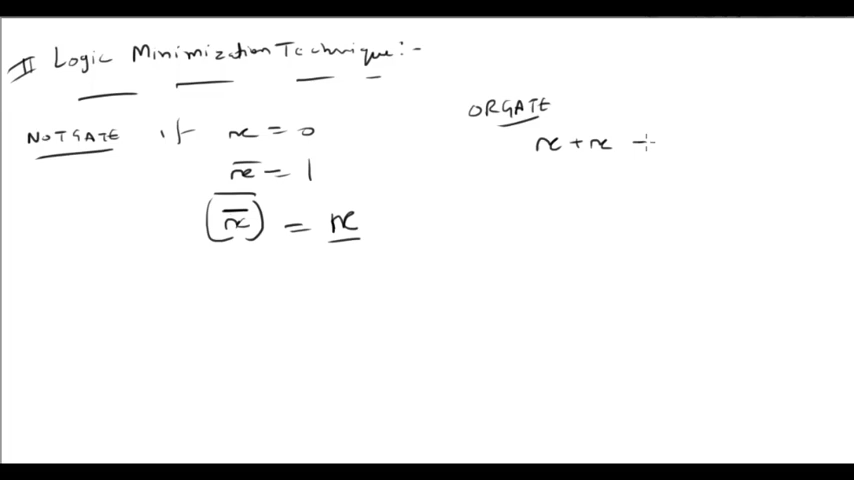 II Logic Minimization Technique:-
NOTGATE if x = 0
x̅ = 1
(x̅)̅ = x
ORGATE
x + x